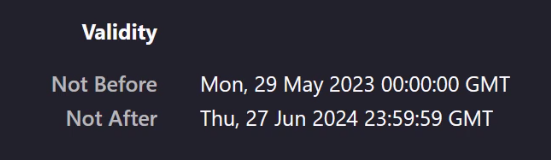 Validity
Not Before Mon, 29 May 2023 00:00:00 GMT
Not After Thu, 27 Jun 2024 23:59:59 GMT